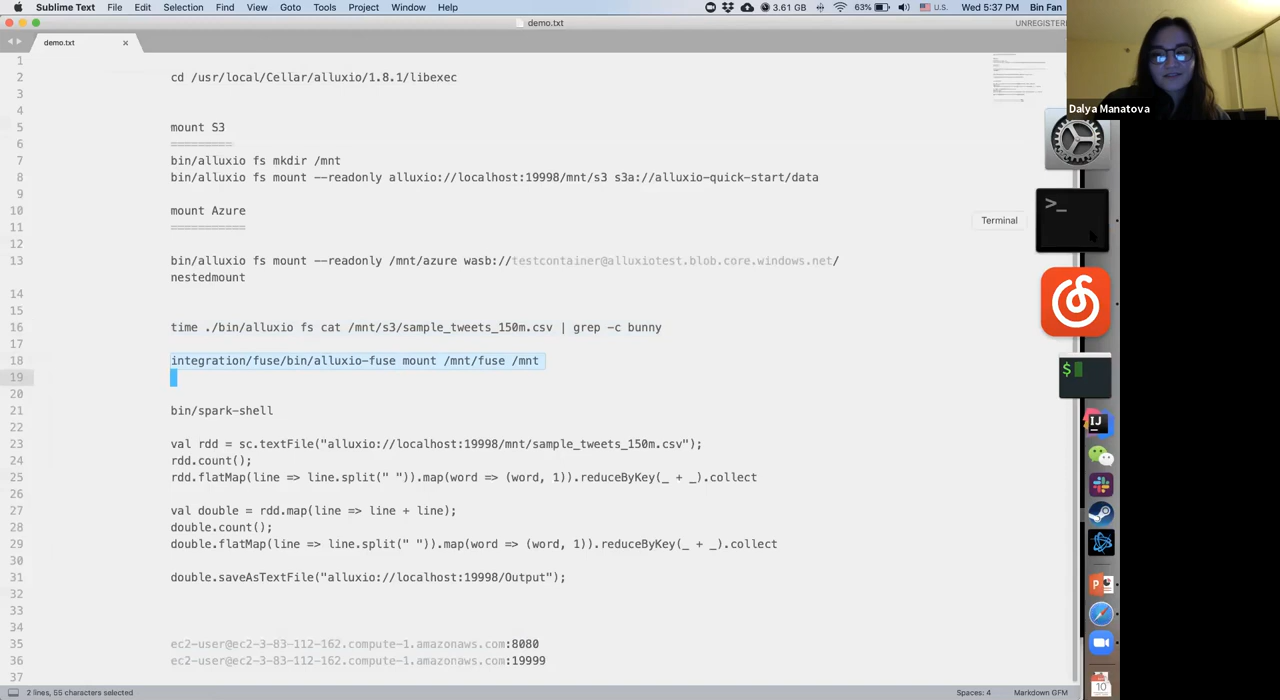 Sublime Text File Edit Selection Find View Goto Tools Project Window Help 3.61 GB 63% U.S. Wed 5:37 PM Bin Fan
demo.txt UNREGISTER
demo.txt
Dalya Manatova
1
2 cd /usr/local/Cellar/alluxio/1.8.1/libexec
3
4
5 mount S3
6 =========
7 bin/alluxio fs mkdir /mnt
8 bin/alluxio fs mount --readonly alluxio://localhost:19998/mnt/s3 s3a://alluxio-quick-start/data
9
10 mount Azure
11 ===========
12
13 bin/alluxio fs mount --readonly /mnt/azure wasb://testcontainer@alluxiotest.blob.core.windows.net/
nestedmount
14
15
16 time ./bin/alluxio fs cat /mnt/s3/sample_tweets_150m.csv | grep -c bunny
17
18 integration/fuse/bin/alluxio-fuse mount /mnt/fuse /mnt
19
20
21 bin/spark-shell
22
23 val rdd = sc.textFile("alluxio://localhost:19998/mnt/sample_tweets_150m.csv");
24 rdd.count();
25 rdd.flatMap(line => line.split(" ")).map(word => (word, 1)).reduceByKey(_ + _).collect
26
27 val double = rdd.map(line => line + line);
28 double.count();
29 double.flatMap(line => line.split(" ")).map(word => (word, 1)).reduceByKey(_ + _).collect
30
31 double.saveAsTextFile("alluxio://localhost:19998/Output");
32
33
34
35 ec2-user@ec2-3-83-112-162.compute-1.amazonaws.com:8080
36 ec2-user@ec2-3-83-112-162.compute-1.amazonaws.com:19999
37
Terminal
>_
$
IJ
P
10
2 lines, 55 characters selected Spaces: 4 Markdown GFM